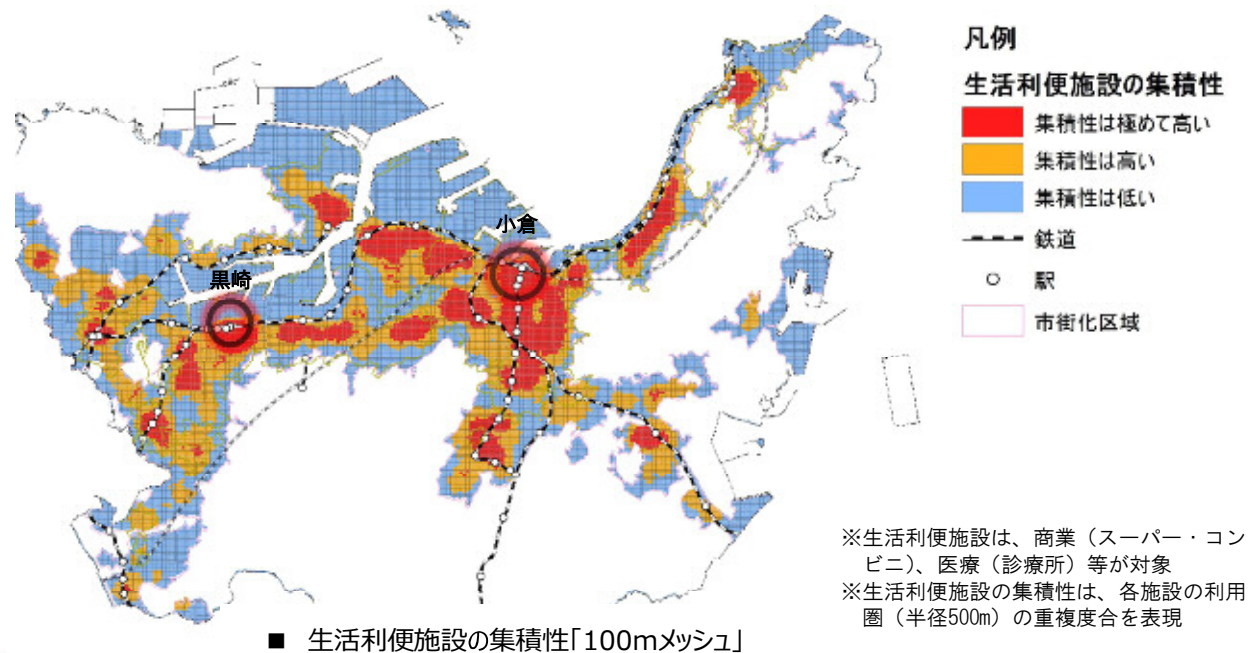 凡例
生活利便施設の集積性
集積性は極めて高い
集積性は高い
集積性は低い
鉄道
駅
市街化区域
小倉
黒崎
※生活利便施設は、商業（スーパー・コン
ビニ）、医療（診療所）等が対象
※生活利便施設の集積性は、各施設の利用
圏（半径500m）の重複度合を表現
■ 生活利便施設の集積性「100mメッシュ」